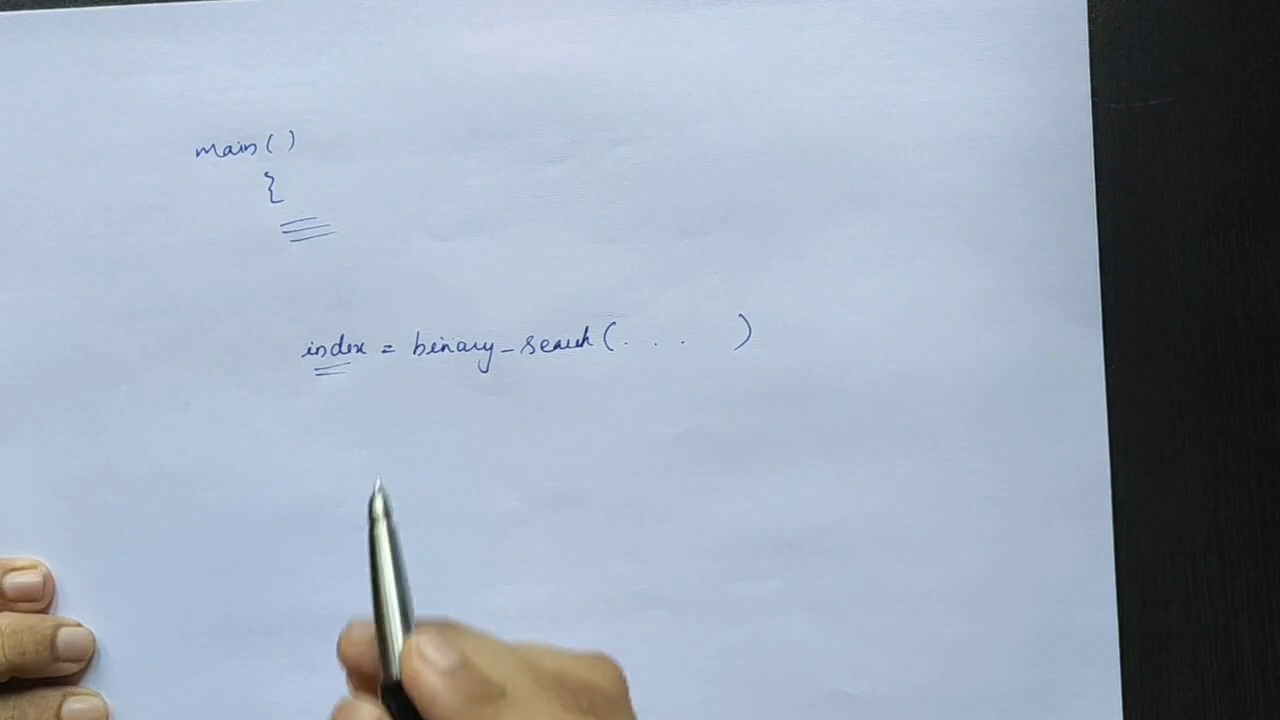 main()
{
index = binary_search(... )